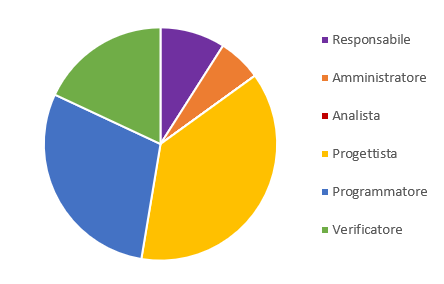 Responsabile
Amministratore
Analista
Progettista
Programmatore
Verificatore